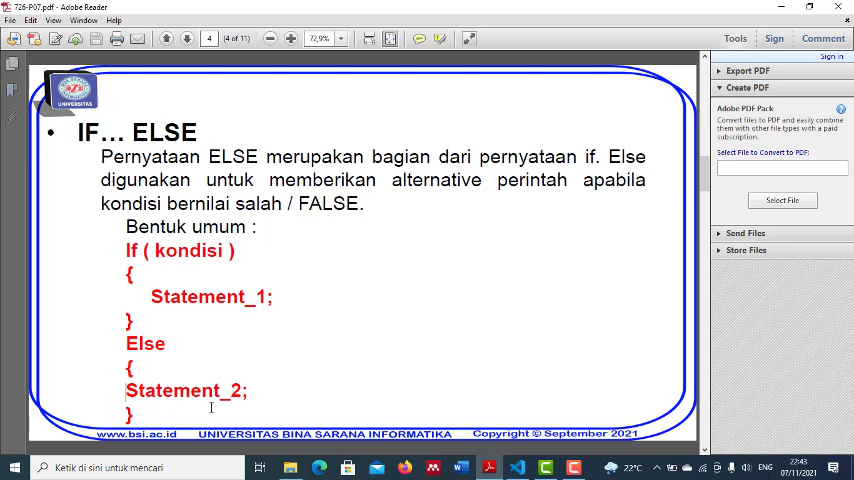 726-P07.pdf - Adobe Reader
File Edit View Window Help
4 (4 of 11) 72,9% Tools Sign Comment
Sign In
Export PDF
Create PDF
Adobe PDF Pack
Convert files to PDF and easily combine
them with other file types with a paid
subscription.
Select File to Convert to PDF:
Select File
Send Files
Store Files
UNIVERSITAS
• IF… ELSE
Pernyataan ELSE merupakan bagian dari pernyataan if. Else
digunakan untuk memberikan alternative perintah apabila
kondisi bernilai salah / FALSE.
Bentuk umum :
If ( kondisi )
{
Statement_1;
}
Else
{
Statement_2;
}
www.bsi.ac.id UNIVERSITAS BINA SARANA INFORMATIKA Copyright © September 2021
Ketik di sini untuk mencari
22°C ENG 22:43
07/11/2021